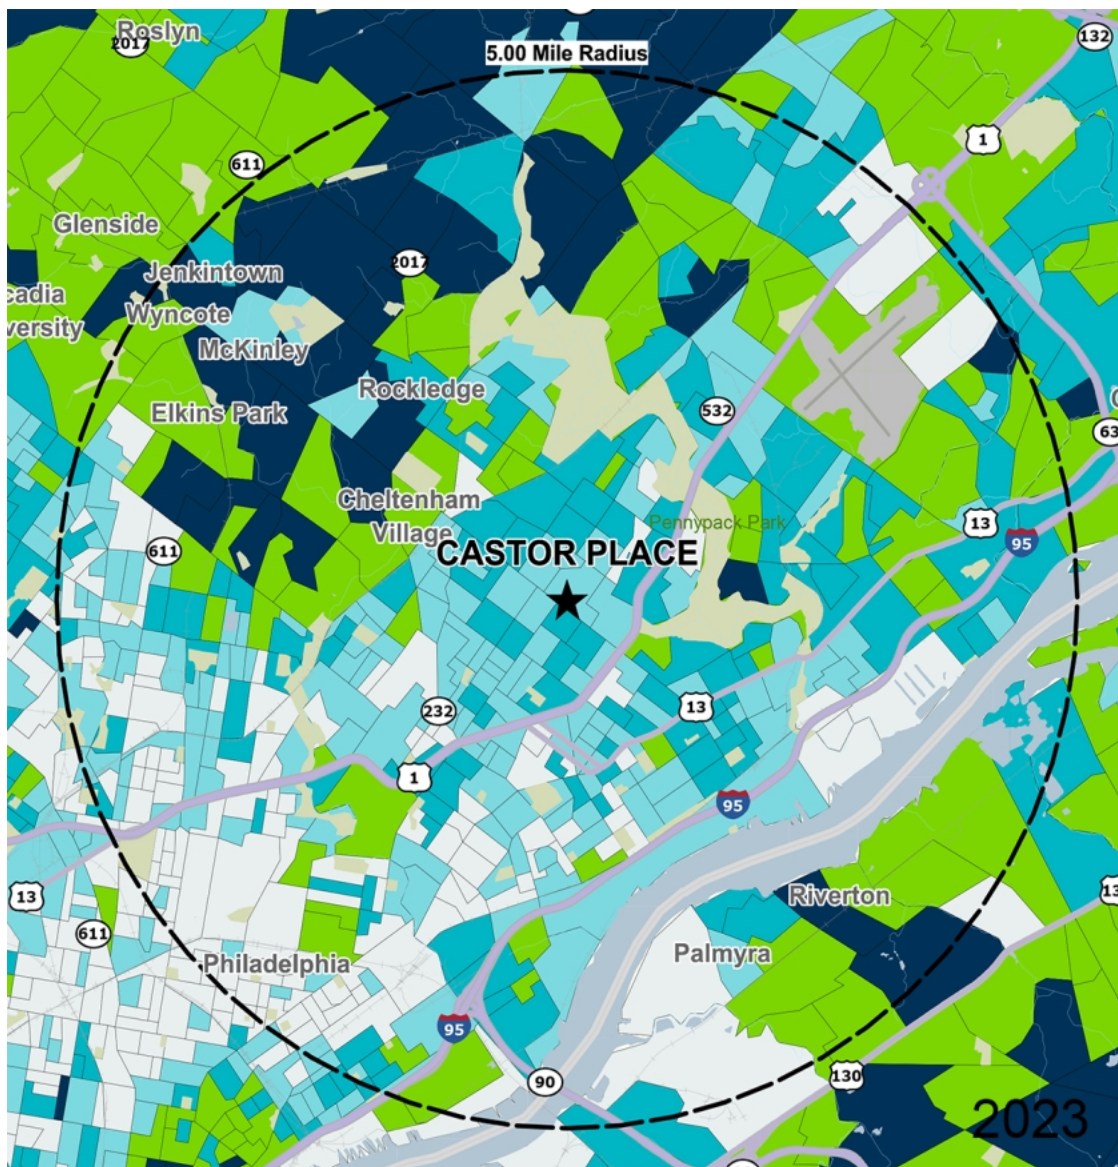 Roslyn
2017
5.00 Mile Radius
132
1
611
Glenside
2017
Jenkintown
cadia
versity
Wyncote
McKinley
Rockledge
Elkins Park
532
63
Cheltenham
Village
611
Pennypack Park
13
95
CASTOR PLACE
232
13
1
95
13
Riverton
13
611
Philadelphia
Palmyra
95
90
130
2023